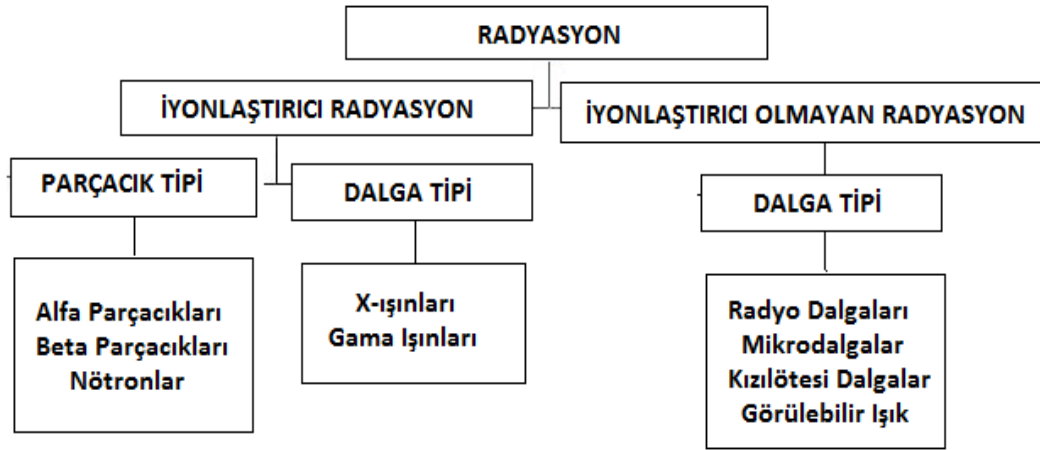 RADYASYON
İYONLAŞTIRICI RADYASYON
İYONLAŞTIRICI OLMAYAN RADYASYON
PARÇACIK TİPİ
DALGA TİPİ
DALGA TİPİ
Alfa Parçacıkları
Beta Parçacıkları
Nötronlar
X-ışınları
Gama Işınları
Radyo Dalgaları
Mikrodalgalar
Kızılötesi Dalgalar
Görülebilir Işık